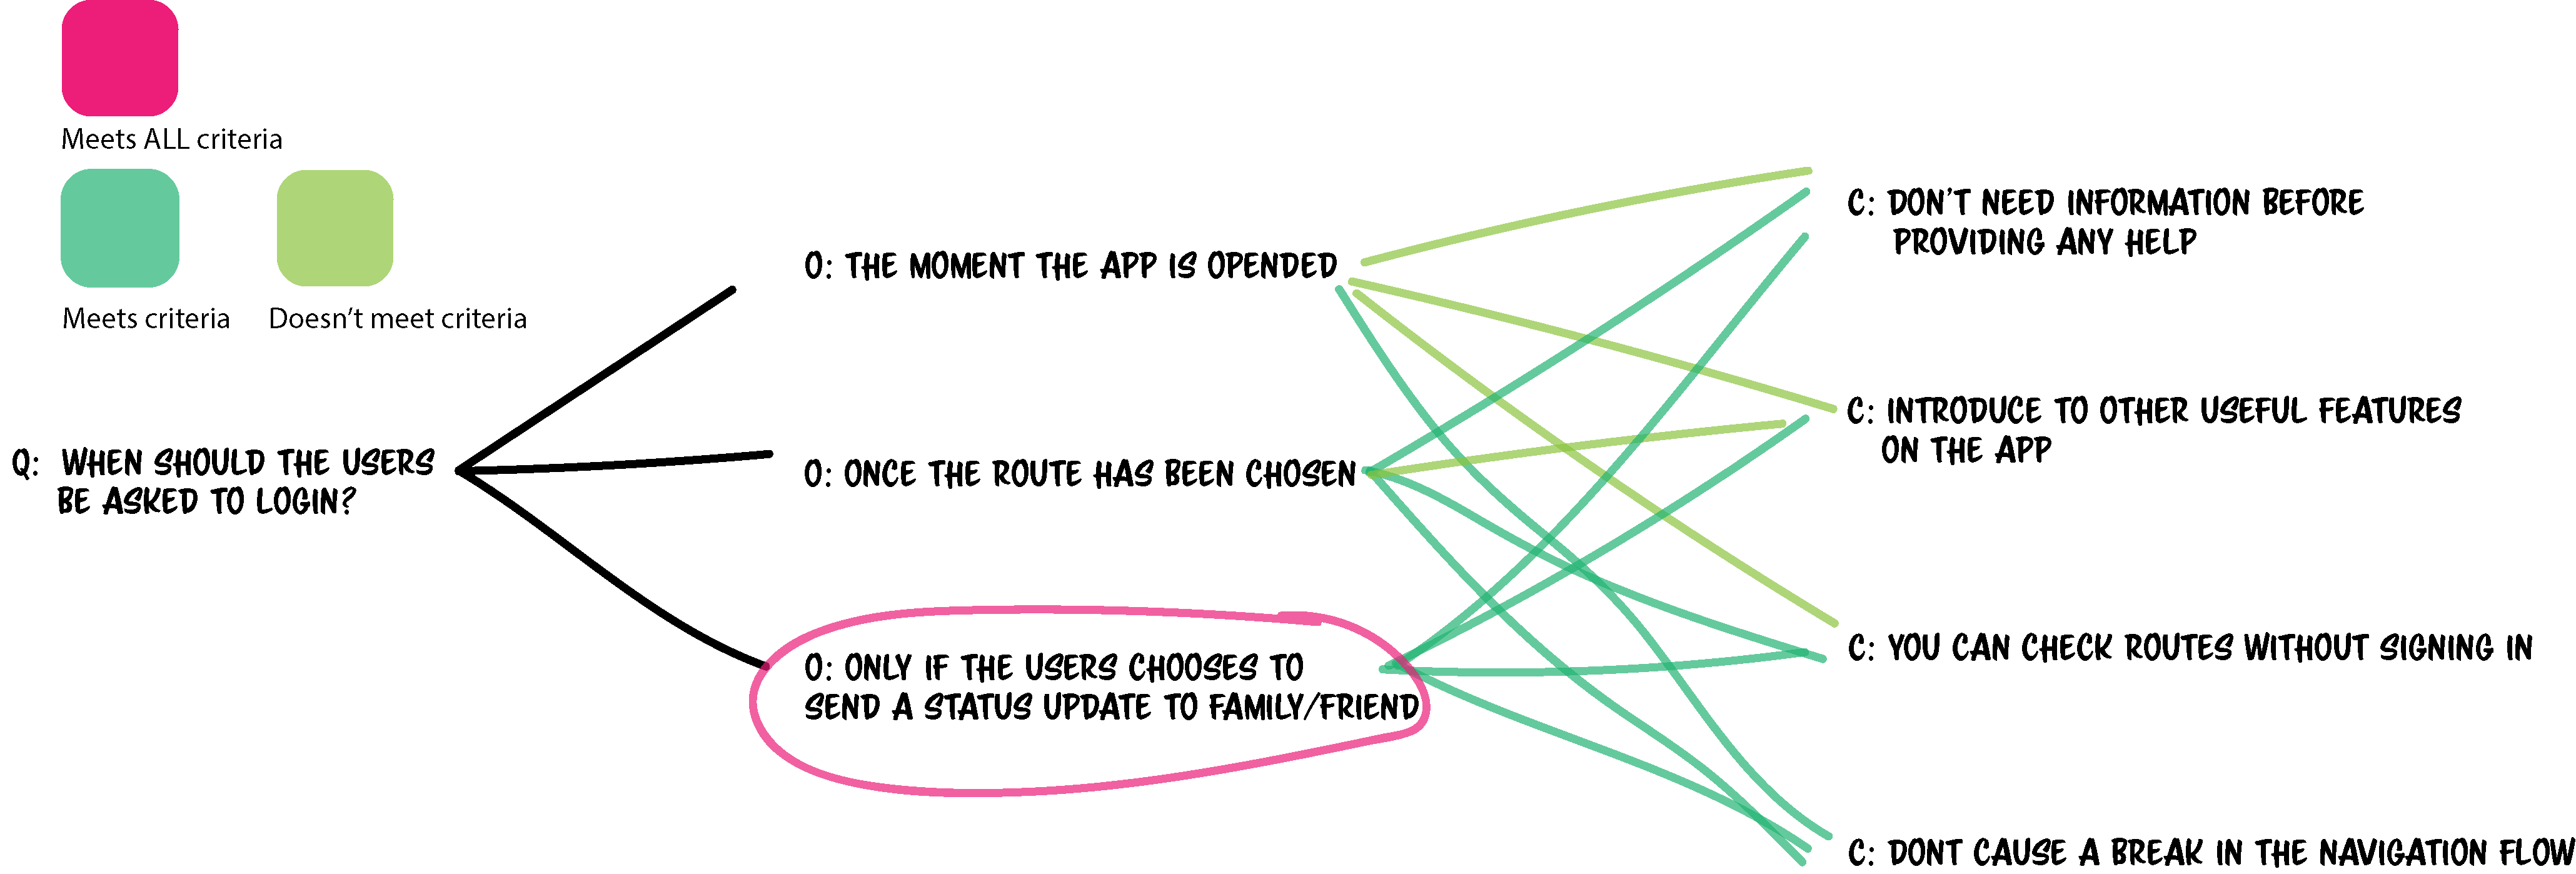 Meets ALL criteria
Meets criteria
Doesn't meet criteria
Q: WHEN SHOULD THE USERS
BE ASKED TO LOGIN?
O: THE MOMENT THE APP IS OPENDED
O: ONCE THE ROUTE HAS BEEN CHOSEN
O: ONLY IF THE USERS CHOOSES TO
SEND A STATUS UPDATE TO FAMILY/FRIEND
C: DON'T NEED INFORMATION BEFORE
PROVIDING ANY HELP
C: INTRODUCE TO OTHER USEFUL FEATURES
ON THE APP
C: YOU CAN CHECK ROUTES WITHOUT SIGNING IN
C: DONT CAUSE A BREAK IN THE NAVIGATION FLOW